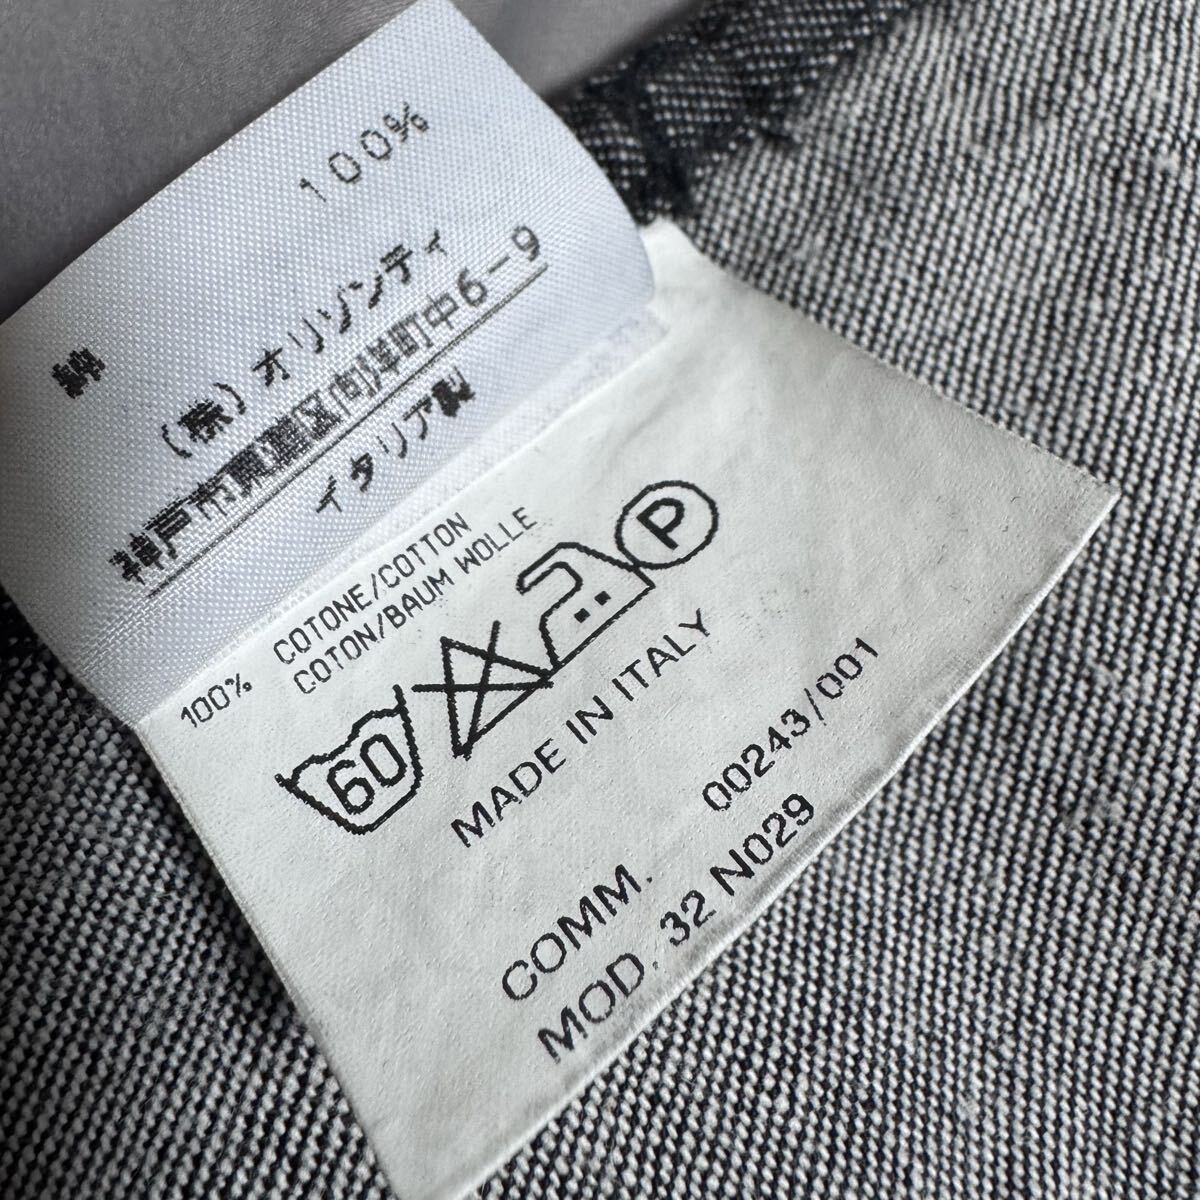 綿 100%
(株)オリゾンティ
神戸市東灘区向洋町中6-9
イタリア製
100% COTONE/COTTON
COTON/BAUM WOLLE
60 P
MADE IN ITALY
COMM. 00243/001
MOD. 32 N029